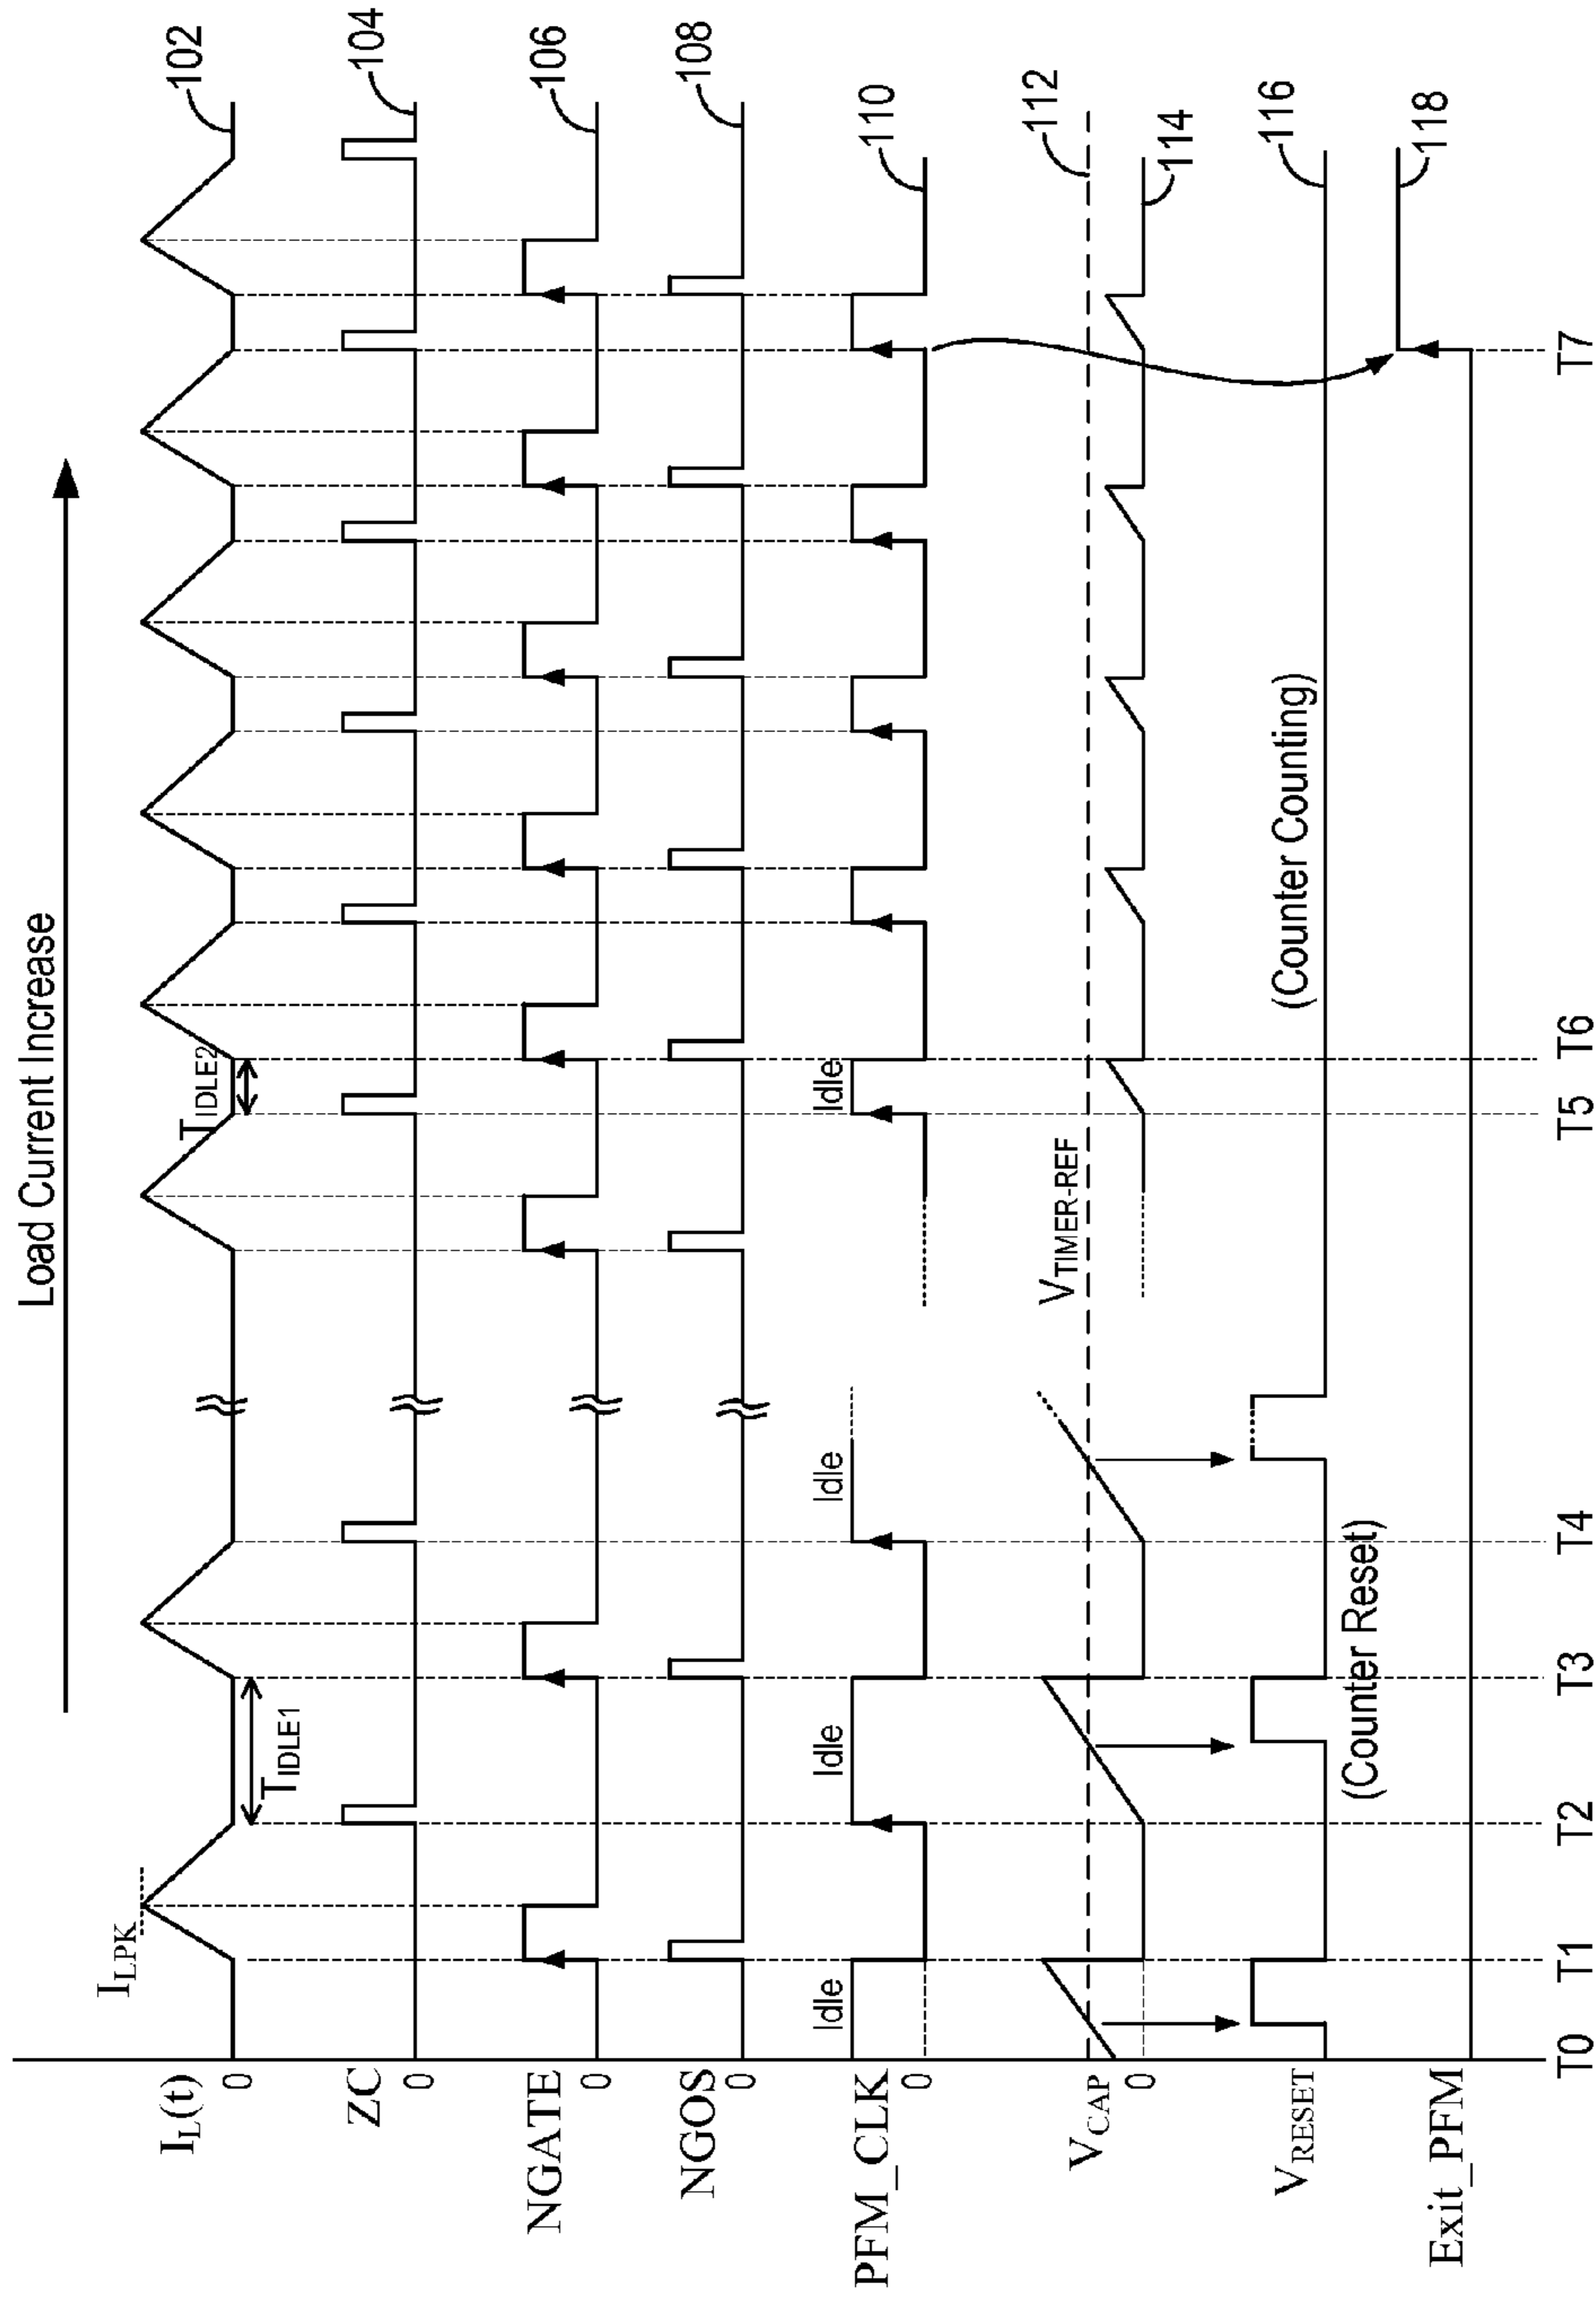 Load Current Increase
I_LPK
T_IDLE1
T_IDLE2
I_L(t)
0
102
ZC
0
104
NGATE
0
106
NGOS
0
108
PFM_CLK
0
Idle
Idle
Idle
Idle
110
V_CAP
0
V_TIMER-REF
112
114
V_RESET
(Counter Reset)
(Counter Counting)
116
Exit_PFM
118
T0 T1 T2 T3 T4 T5 T6 T7